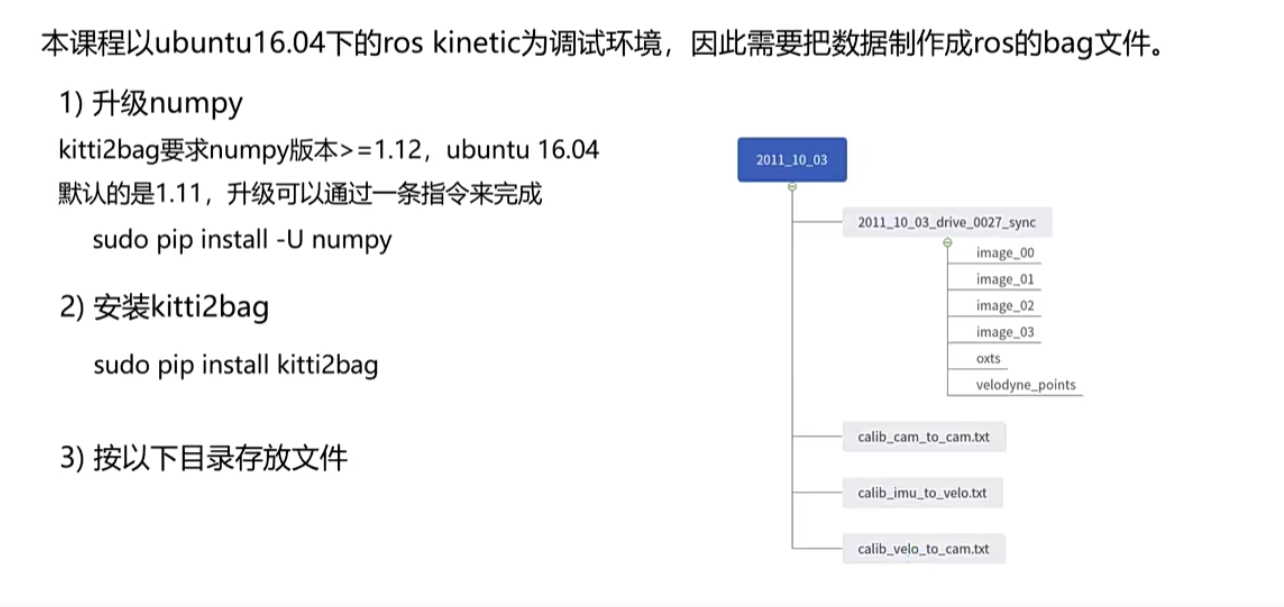 本课程以ubuntu16.04下的ros kinetic为调试环境，因此需要把数据制作成ros的bag文件。
1) 升级numpy
kitti2bag要求numpy版本>=1.12，ubuntu 16.04
默认的是1.11，升级可以通过一条指令来完成
sudo pip install -U numpy
2) 安装kitti2bag
sudo pip install kitti2bag
3) 按以下目录存放文件
2011_10_03
2011_10_03_drive_0027_sync
image_00
image_01
image_02
image_03
oxts
velodyne_points
calib_cam_to_cam.txt
calib_imu_to_velo.txt
calib_velo_to_cam.txt